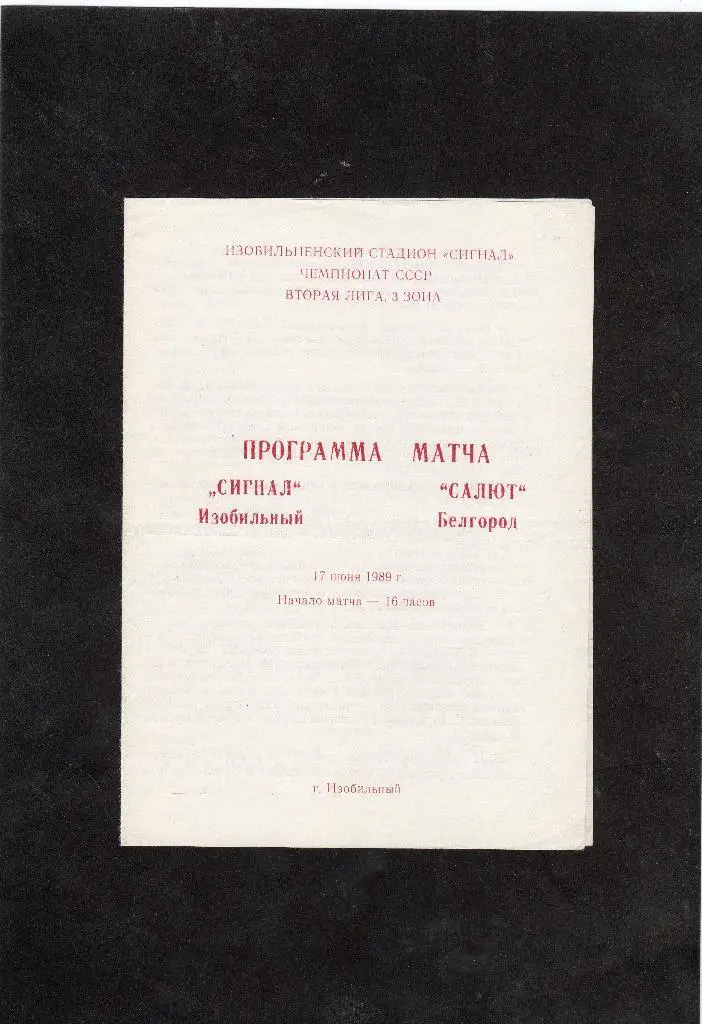 ИЗОБИЛЬНЕНСКИЙ СТАДИОН «СИГНАЛ»
ЧЕМПИОНАТ СССР
ВТОРАЯ ЛИГА, 3 ЗОНА
ПРОГРАММА МАТЧА
„СИГНАЛ“ “САЛЮТ“
Изобильный Белгород
17 июня 1989 г.
Начало матча — 16 часов
г. Изобильный